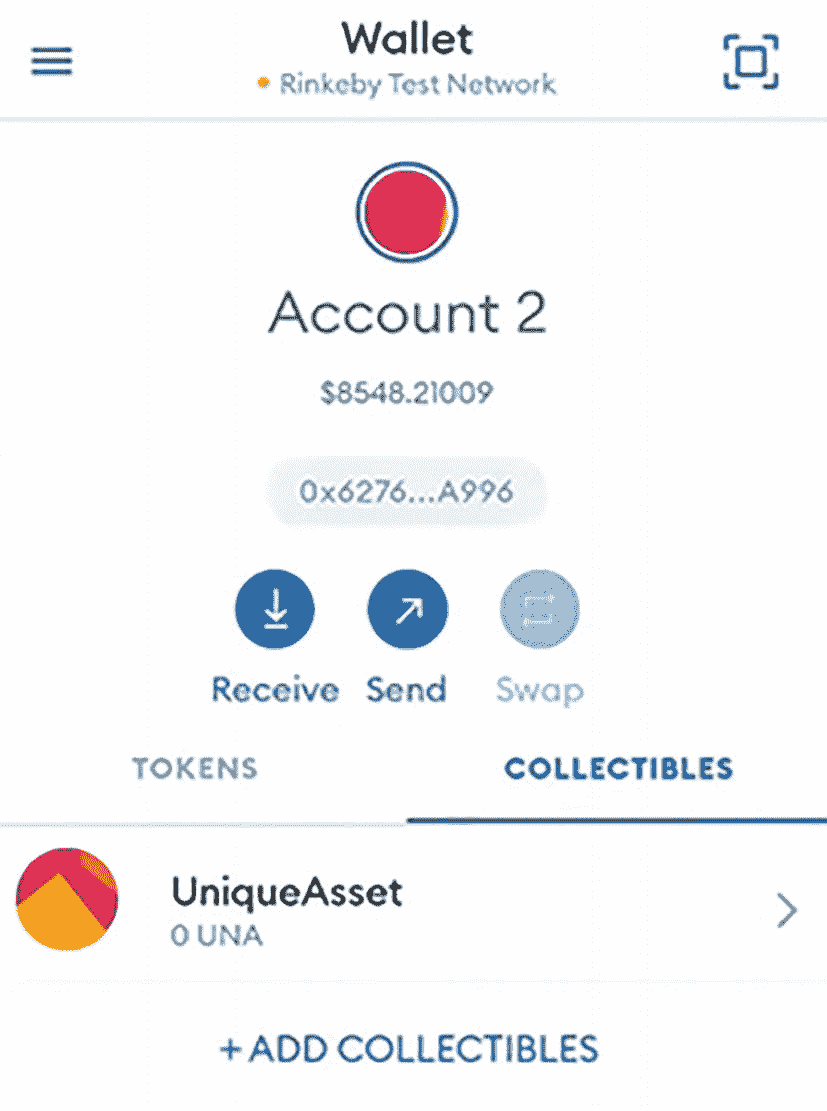 Wallet
Rinkeby Test Network
Account 2
$8548.21009
0x6276...A996
Receive Send Swap
TOKENS COLLECTIBLES
UniqueAsset
0 UNA
+ ADD COLLECTIBLES